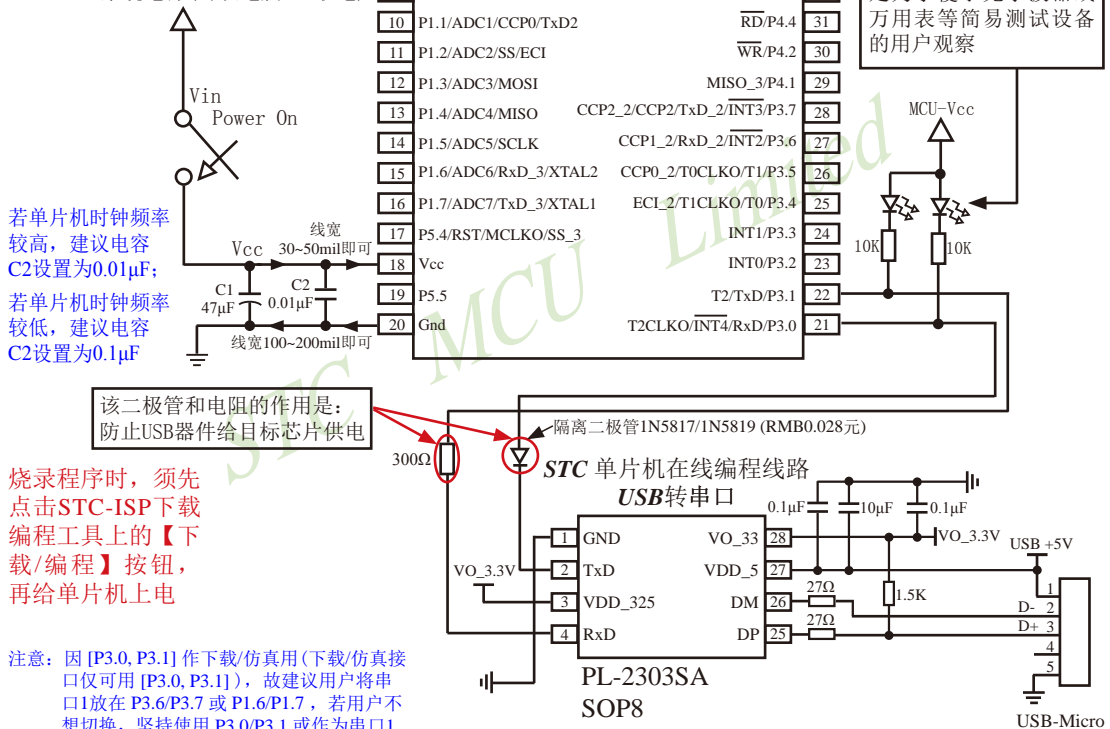 10 P1.1/ADC1/CCP0/TxD2
RD/P4.4 31
11 P1.2/ADC2/SS/ECI
WR/P4.2 30
12 P1.3/ADC3/MOSI
MISO_3/P4.1 29
13 P1.4/ADC4/MISO
CCP2_2/CCP2/TxD_2/INT3/P3.7 28
14 P1.5/ADC5/SCLK
CCP1_2/RxD_2/INT2/P3.6 27
15 P1.6/ADC6/RxD_3/XTAL2
CCP0_2/T0CLKO/T1/P3.5 26
16 P1.7/ADC7/TxD_3/XTAL1
ECI_2/T1CLKO/T0/P3.4 25
17 P5.4/RST/MCLKO/SS_3
INT1/P3.3 24
18 Vcc
INT0/P3.2 23
19 P5.5
T2/TxD/P3.1 22
20 Gnd
T2CLKO/INT4/RxD/P3.0 21
万用表等简易测试设备
的用户观察
MCU-Vcc
10K
10K
Vin
Power On
若单片机时钟频率
较高，建议电容
C2设置为0.01μF;
若单片机时钟频率
较低，建议电容
C2设置为0.1μF
Vcc
线宽
30~50mil即可
C1
47μF
C2
0.01μF
线宽100~200mil即可
STC MCU Limited
该二极管和电阻的作用是:
防止USB器件给目标芯片供电
300Ω
隔离二极管1N5817/1N5819 (RMB0.028元)
STC 单片机在线编程线路
USB转串口
烧录程序时，须先
点击STC-ISP下载
编程工具上的【下
载/编程】按钮，
再给单片机上电
VO_3.3V
1 GND
2 TxD
3 VDD_325
4 RxD
VO_33 28
VDD_5 27
DM 26
DP 25
PL-2303SA
SOP8
0.1μF
10μF
0.1μF
VO_3.3V
USB +5V
27Ω
27Ω
1.5K
1
D- 2
D+ 3
4
5
USB-Micro
注意：因 [P3.0, P3.1] 作下载/仿真用(下载/仿真接
口仅可用 [P3.0, P3.1] )，故建议用户将串
口1放在 P3.6/P3.7 或 P1.6/P1.7 ，若用户不
想切换，坚持使用 P3.0/P3.1 或作为串口1